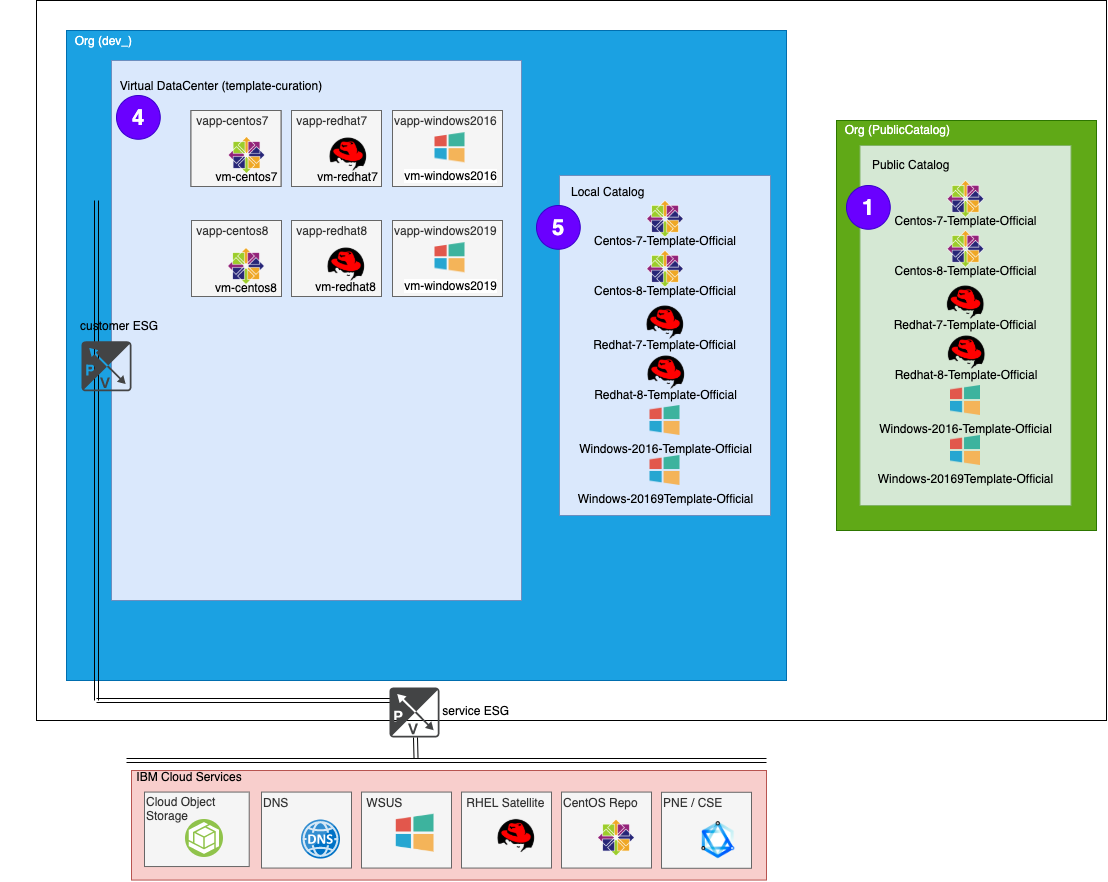 Org (dev_)
Virtual DataCenter (template-curation)
4
vapp-centos7
vm-centos7
vapp-redhat7
vm-redhat7
vapp-windows2016
vm-windows2016
vapp-centos8
vm-centos8
vapp-redhat8
vm-redhat8
vapp-windows2019
vm-windows2019
customer ESG
P
V
Local Catalog
5
Centos-7-Template-Official
Centos-8-Template-Official
Redhat-7-Template-Official
Redhat-8-Template-Official
Windows-2016-Template-Official
Windows-20169Template-Official
Org (PublicCatalog)
Public Catalog
1
Centos-7-Template-Official
Centos-8-Template-Official
Redhat-7-Template-Official
Redhat-8-Template-Official
Windows-2016-Template-Official
Windows-20169Template-Official
P
V
service ESG
IBM Cloud Services
Cloud Object
Storage
DNS
DNS
WSUS
RHEL Satellite
CentOS Repo
PNE / CSE